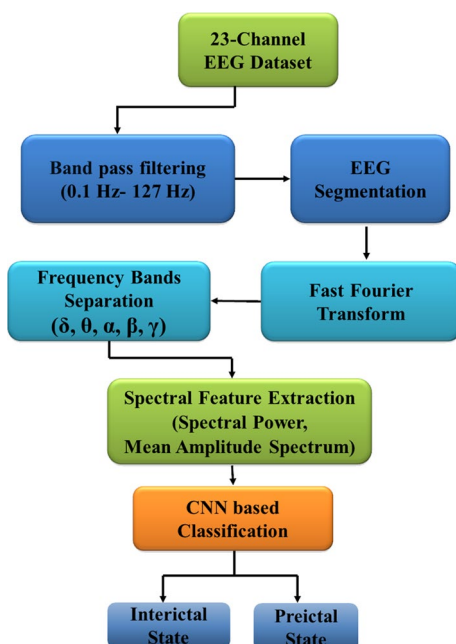 23-Channel
EEG Dataset
Band pass filtering
(0.1 Hz- 127 Hz)
EEG
Segmentation
Frequency Bands
Separation
(δ, θ, α, β, γ)
Fast Fourier
Transform
Spectral Feature Extraction
(Spectral Power,
Mean Amplitude Spectrum)
CNN based
Classification
Interictal
State
Preictal
State